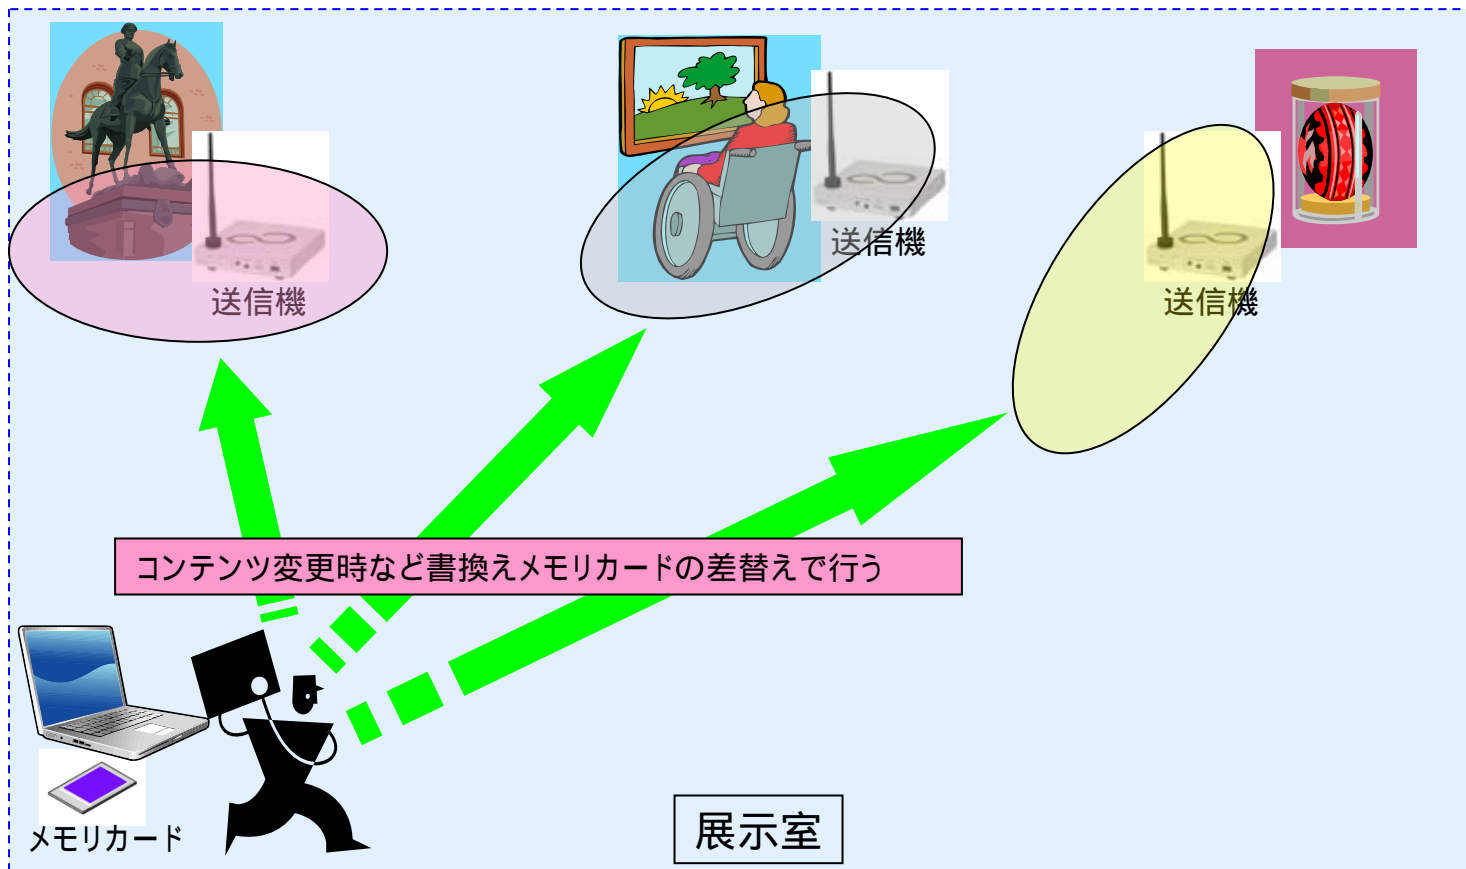 送信機
送信機
送信機
コンテンツ変更時など書換えメモリカードの差替えで行う
メモリカード
展示室